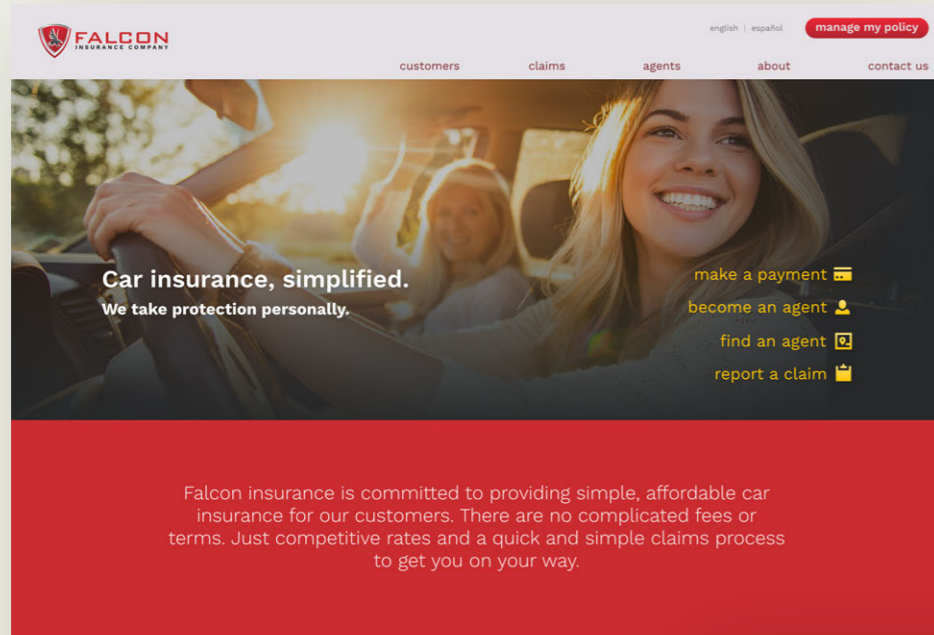 FALCON
INSURANCE COMPANY
english | español
manage my policy
customers claims agents about contact us
Car insurance, simplified.
We take protection personally.
make a payment
become an agent
find an agent
report a claim
Falcon insurance is committed to providing simple, affordable car
insurance for our customers. There are no complicated fees or
terms. Just competitive rates and a quick and simple claims process
to get you on your way.